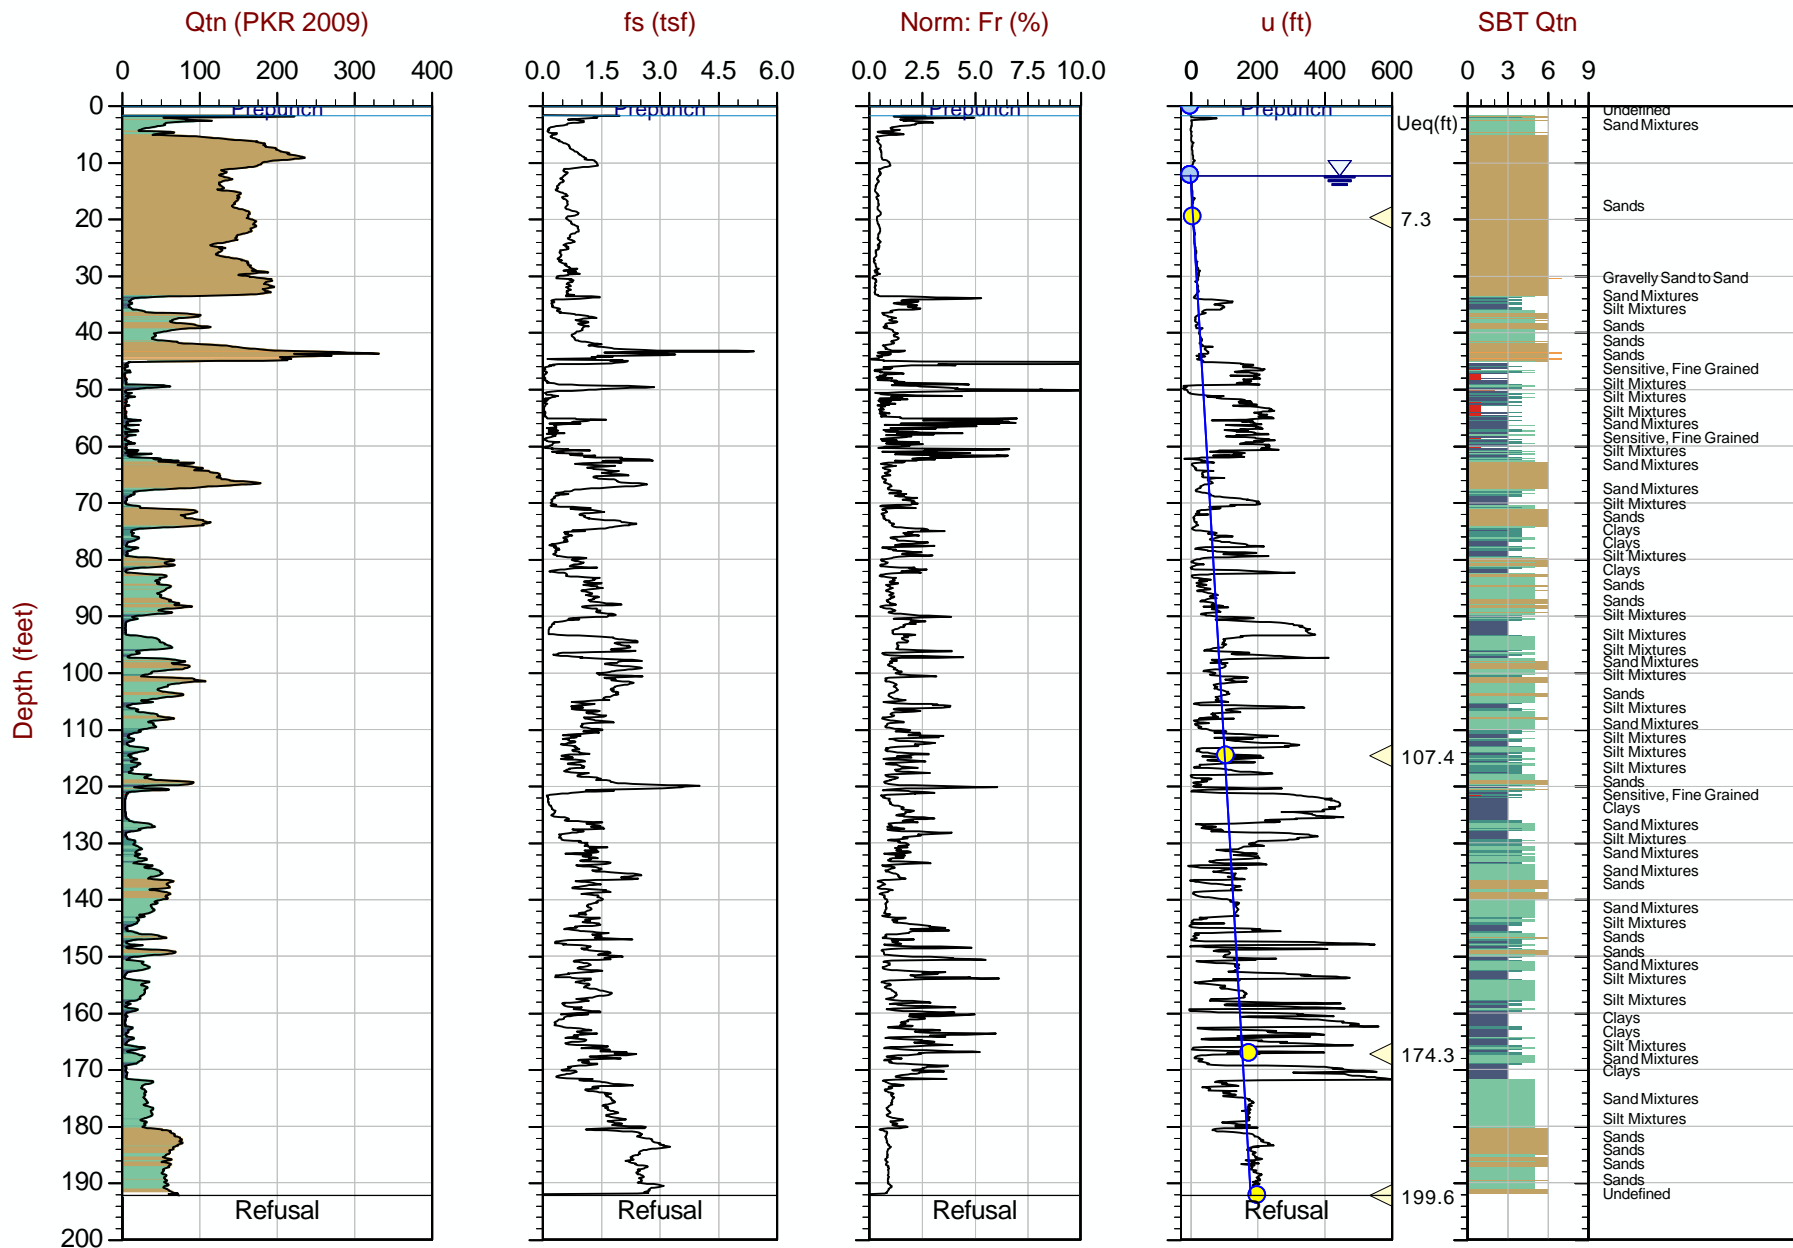 Qtn (PKR 2009) fs (tsf) Norm: Fr (%) u (ft) SBT Qtn
0 100 200 300 400 0.0 1.5 3.0 4.5 6.0 0.0 2.5 5.0 7.5 10.0 0 200 400 600 0 3 6 9
Depth (feet)
0
10
20
30
40
50
60
70
80
90
100
110
120
130
140
150
160
170
180
190
200
Prepunch Prepunch Prepunch Prepunch
Refusal Refusal Refusal Refusal
Ueq(ft)
7.3
107.4
174.3
199.6
Undefined
Sand Mixtures
Sands
Gravelly Sand to Sand
Sand Mixtures
Silt Mixtures
Sands
Sands
Sands
Sensitive, Fine Grained
Silt Mixtures
Silt Mixtures
Silt Mixtures
Sand Mixtures
Sensitive, Fine Grained
Silt Mixtures
Sand Mixtures
Sand Mixtures
Silt Mixtures
Sands
Clays
Clays
Silt Mixtures
Clays
Sands
Sands
Silt Mixtures
Silt Mixtures
Silt Mixtures
Sand Mixtures
Silt Mixtures
Sands
Silt Mixtures
Sand Mixtures
Silt Mixtures
Silt Mixtures
Silt Mixtures
Sands
Sensitive, Fine Grained
Clays
Sand Mixtures
Silt Mixtures
Sand Mixtures
Sand Mixtures
Sands
Sand Mixtures
Silt Mixtures
Sands
Sands
Sand Mixtures
Silt Mixtures
Silt Mixtures
Clays
Clays
Silt Mixtures
Sand Mixtures
Clays
Sand Mixtures
Silt Mixtures
Sands
Sands
Sands
Sands
Undefined